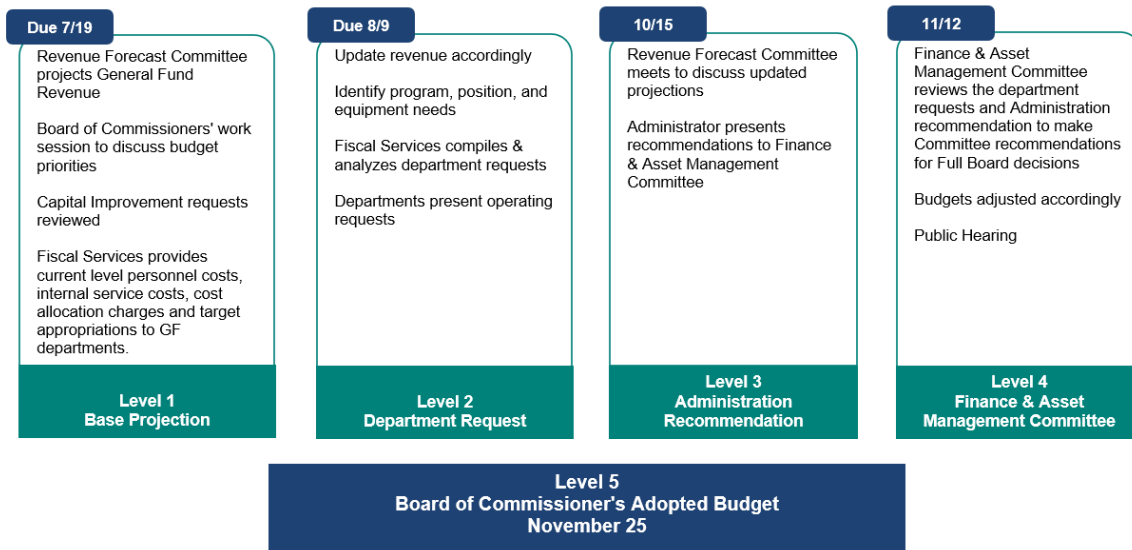 Due 7/19
Revenue Forecast Committee
projects General Fund
Revenue
Board of Commissioners' work
session to discuss budget
priorities
Capital Improvement requests
reviewed
Fiscal Services provides
current level personnel costs,
internal service costs, cost
allocation charges and target
appropriations to GF
departments.
Level 1
Base Projection
Due 8/9
Update revenue accordingly
Identify program, position, and
equipment needs
Fiscal Services compiles &
analyzes department requests
Departments present operating
requests
Level 2
Department Request
10/15
Revenue Forecast Committee
meets to discuss updated
projections
Administrator presents
recommendations to Finance
& Asset Management
Committee
Level 3
Administration
Recommendation
11/12
Finance & Asset
Management Committee
reviews the department
requests and Administration
recommendation to make
Committee recommendations
for Full Board decisions
Budgets adjusted accordingly
Public Hearing
Level 4
Finance & Asset
Management Committee
Level 5
Board of Commissioner's Adopted Budget
November 25